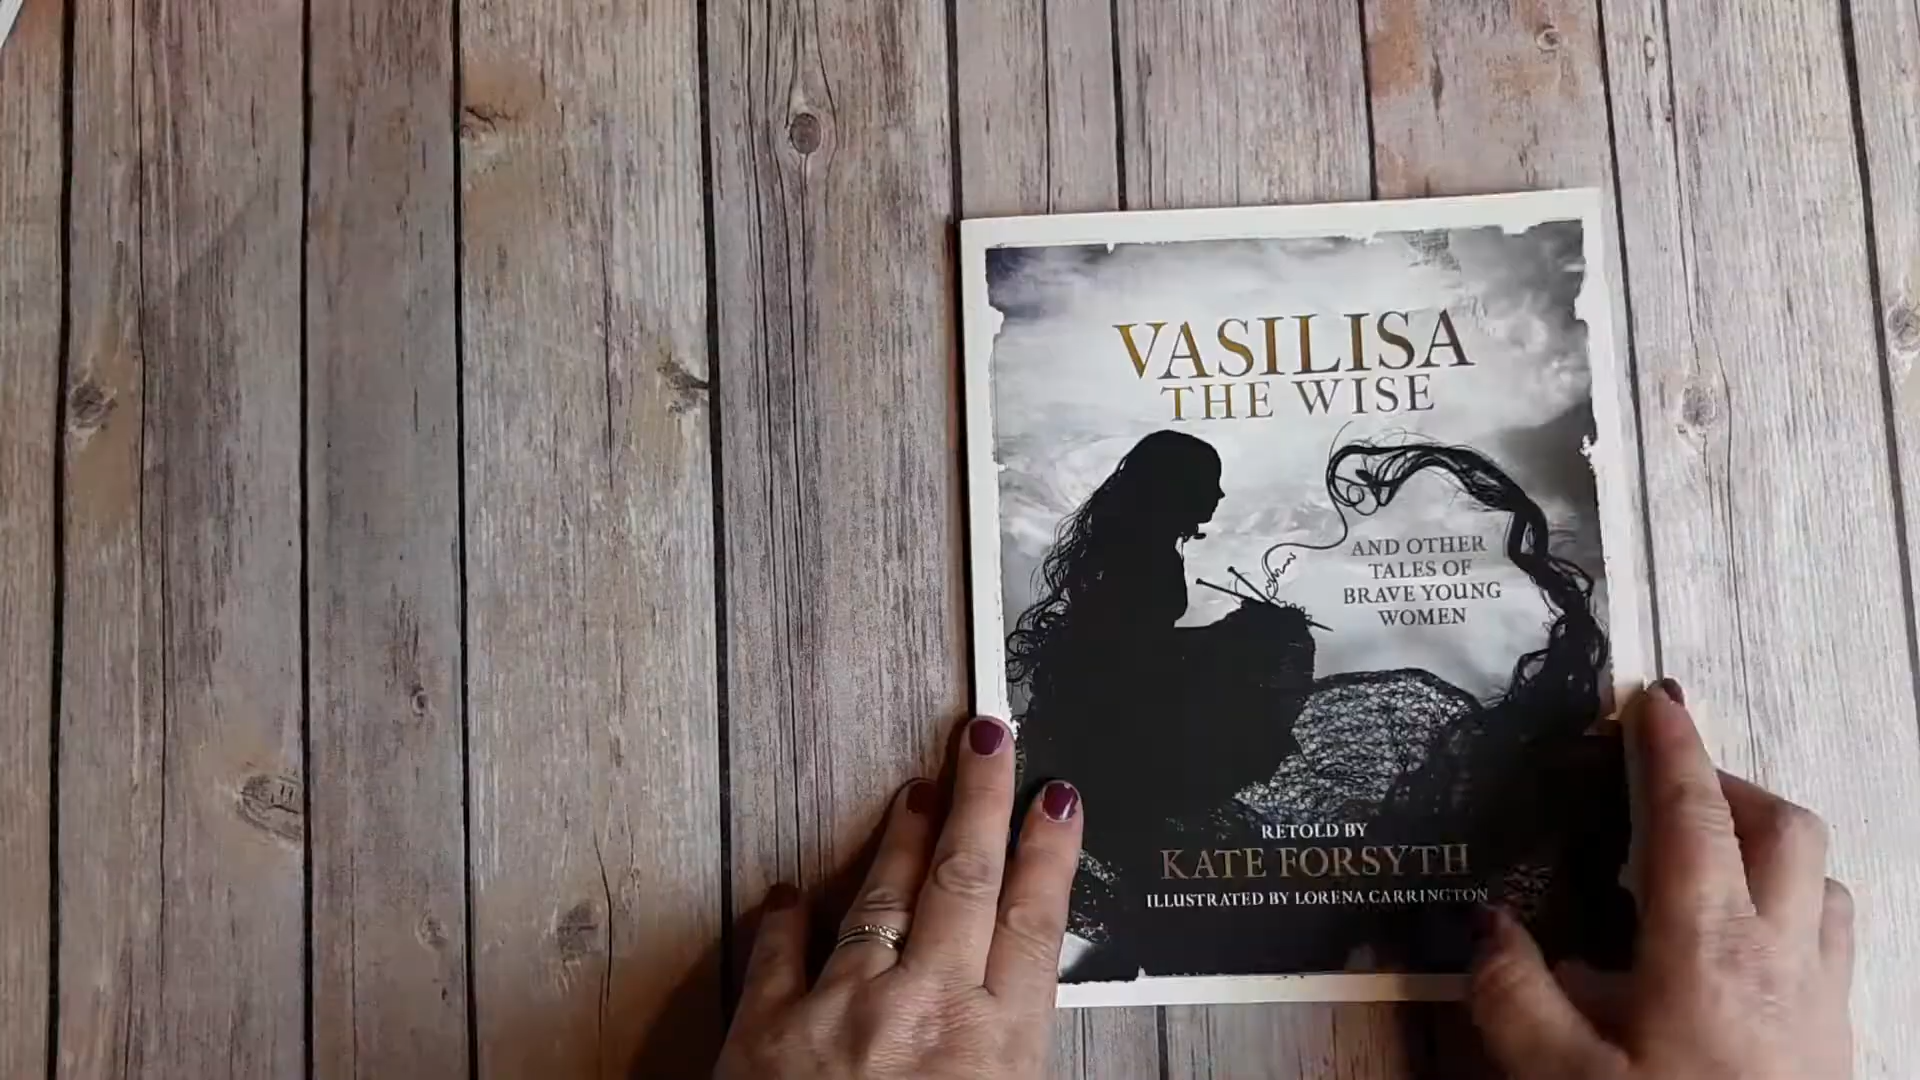 VASILISA
THE WISE
AND OTHER
TALES OF
BRAVE YOUNG
WOMEN
RETOLD BY
KATE FORSYTH
ILLUSTRATED BY LORENA CARRINGTON